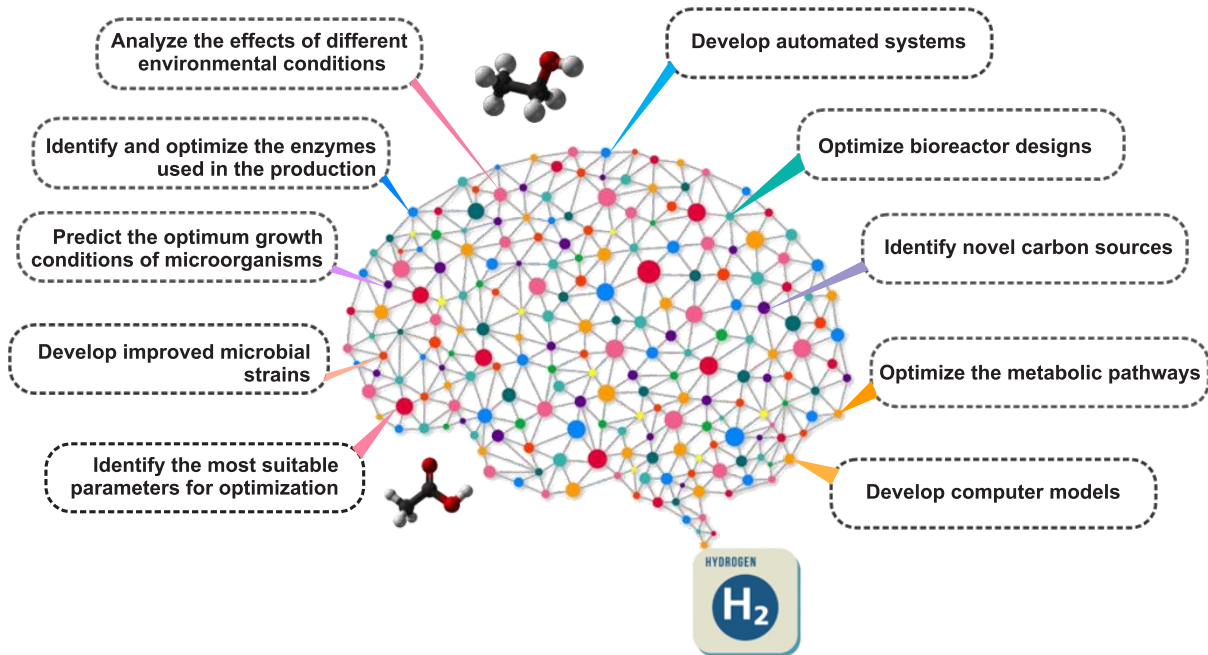 Analyze the effects of different
environmental conditions
Identify and optimize the enzymes
used in the production
Predict the optimum growth
conditions of microorganisms
Develop improved microbial
strains
Identify the most suitable
parameters for optimization
Develop automated systems
Optimize bioreactor designs
Identify novel carbon sources
Optimize the metabolic pathways
Develop computer models
HYDROGEN
H₂